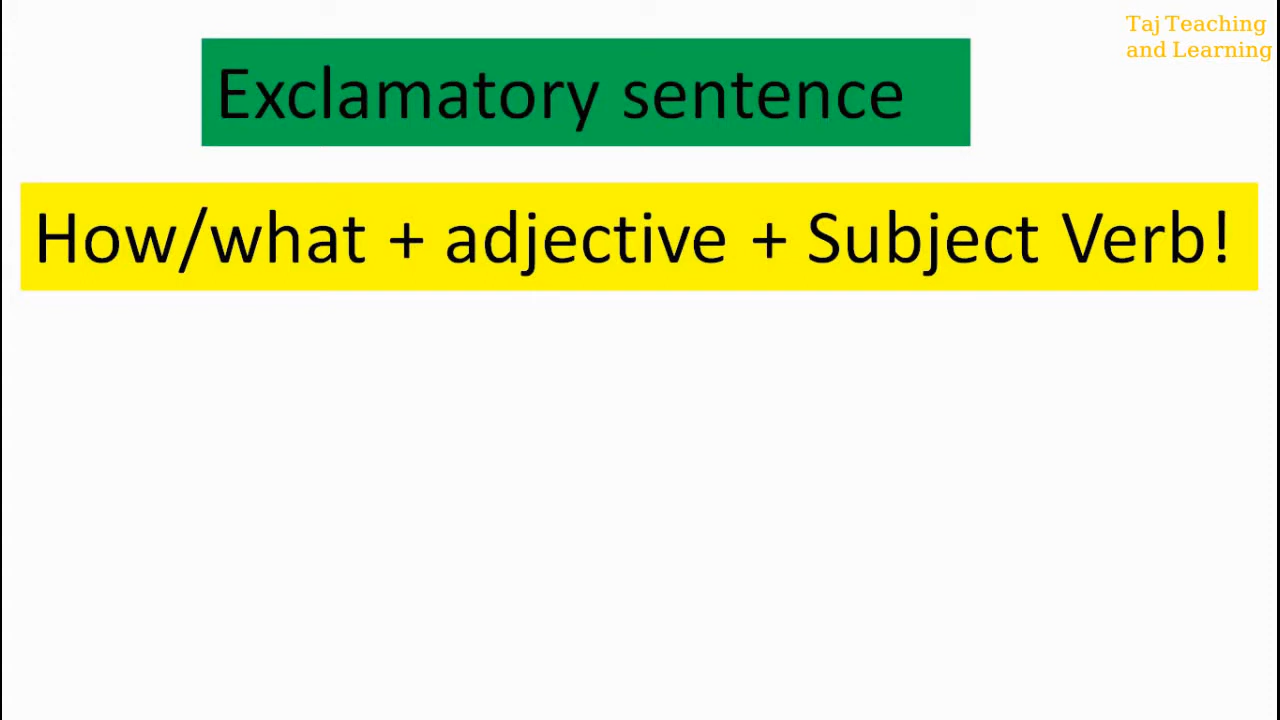 Taj Teaching
and Learning
Exclamatory sentence
How/what + adjective + Subject Verb!